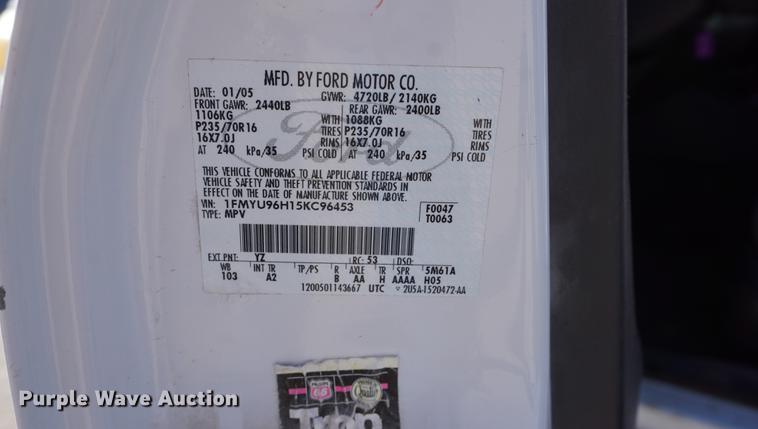 MFD. BY FORD MOTOR CO.
DATE: 01/05 GVWR: 4720LB/2140KG
FRONT GAWR: 2440LB REAR GAWR: 2400LB
1106KG WITH 1088KG WITH
P235/70R16 TIRES P235/70R16 TIRES
16X7.0J RIMS 16X7.0J RIMS
AT 240 kPa/35 PSI COLD AT 240 kPa/35 PSI COLD
Ford
THIS VEHICLE CONFORMS TO ALL APPLICABLE FEDERAL MOTOR
VEHICLE SAFETY AND THEFT PREVENTION STANDARDS IN
EFFECT ON THE DATE OF MANUFACTURE SHOWN ABOVE.
VIN: 1FMYU96H15KC96453 F0047
TYPE: MPV T0063
EXT PNT: YZ RC: 53 DSO:
WB INT TR TP/PS R AXLE TR SPR 5M61A
103 A2 B AA H AAAA H05
1200501143667 UTC 2U5A-1520472-AA
66
Quality
Trop
Purple Wave Auction